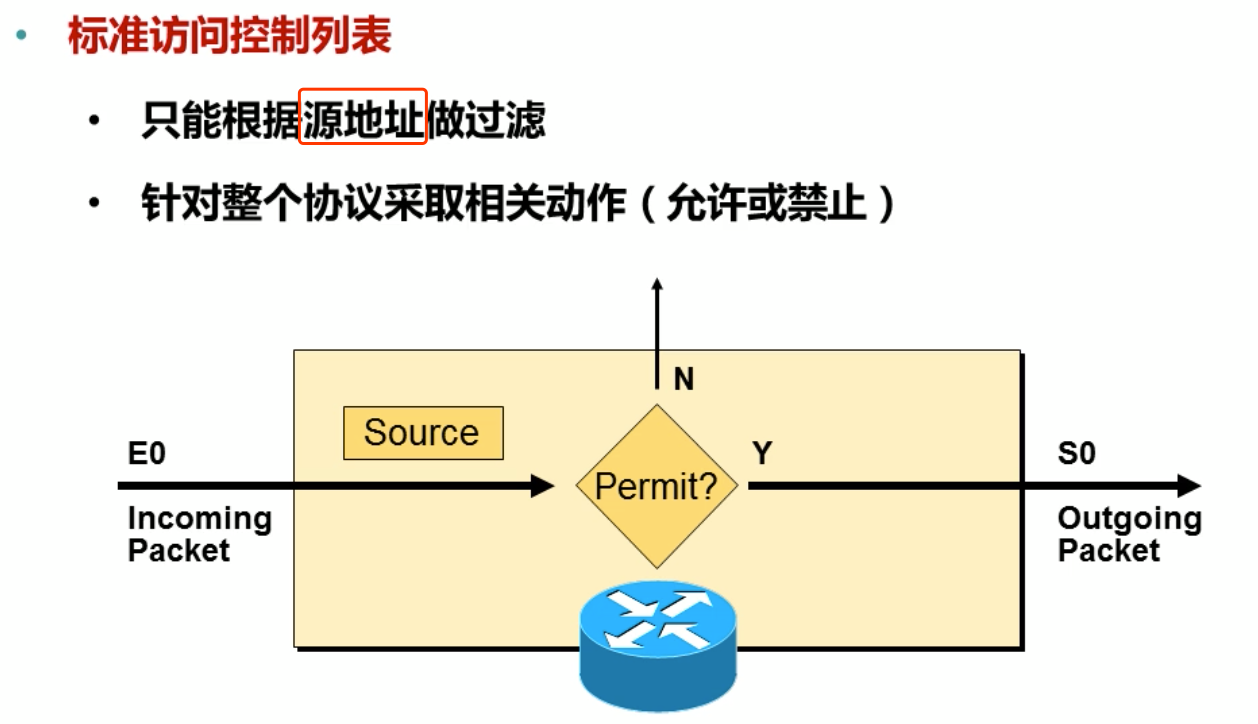 标准访问控制列表
只能根据源地址做过滤
针对整个协议采取相关动作（允许或禁止）
N
Source
E0
Permit?
Y
S0
Incoming
Packet
Outgoing
Packet